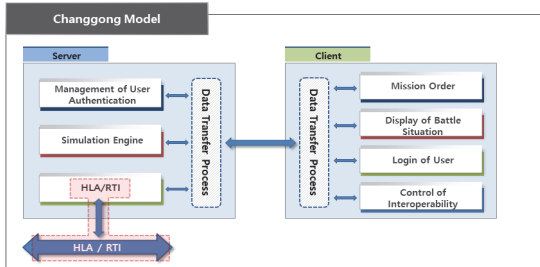 Changgong Model
Server
Management of User
Authentication
Simulation Engine
HLA/RTI
Data Transfer Process
HLA / RTI
Client
Data Transfer Process
Mission Order
Display of Battle
Situation
Login of User
Control of
Interoperability